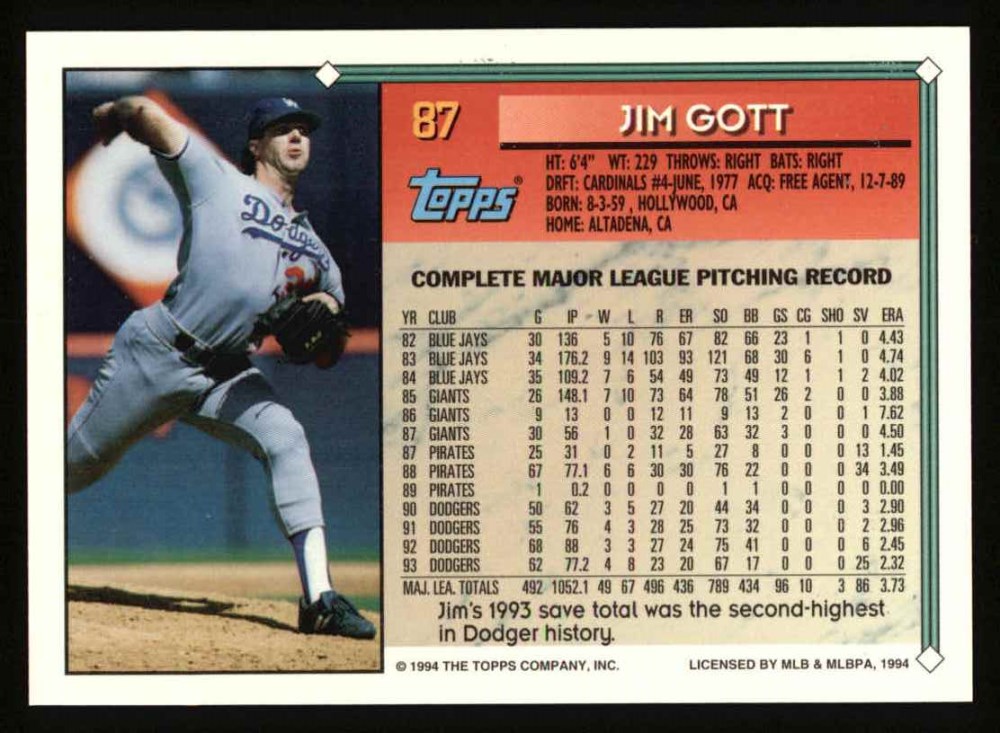 87
JIM GOTT
Topps®
HT: 6'4" WT: 229 THROWS: RIGHT BATS: RIGHT
DRFT: CARDINALS #4-JUNE, 1977 ACQ: FREE AGENT, 12-7-89
BORN: 8-3-59 , HOLLYWOOD, CA
HOME: ALTADENA, CA
Dodgers
COMPLETE MAJOR LEAGUE PITCHING RECORD
YR CLUB G IP W L R ER SO BB GS CG SHO SV ERA
82 BLUE JAYS 30 136 5 10 76 67 82 66 23 1 1 0 4.43
83 BLUE JAYS 34 176.2 9 14 103 93 121 68 30 6 1 0 4.74
84 BLUE JAYS 35 109.2 7 6 54 49 73 49 12 1 1 2 4.02
85 GIANTS 26 148.1 7 10 73 64 78 51 26 2 0 0 3.88
86 GIANTS 9 13 0 0 12 11 9 13 2 0 0 1 7.62
87 GIANTS 30 56 1 0 32 28 63 32 3 0 0 0 4.50
87 PIRATES 25 31 0 2 11 5 27 8 0 0 0 13 1.45
88 PIRATES 67 77.1 6 6 30 30 76 22 0 0 0 34 3.49
89 PIRATES 1 0.2 0 0 0 0 1 1 0 0 0 0 0.00
90 DODGERS 50 62 3 5 27 20 44 34 0 0 0 3 2.90
91 DODGERS 55 76 4 3 28 25 73 32 0 0 0 2 2.96
92 DODGERS 68 88 3 3 27 24 75 41 0 0 0 6 2.45
93 DODGERS 62 77.2 4 8 23 20 67 17 0 0 0 25 2.32
MAJ. LEA. TOTALS 492 1052.1 49 67 496 436 789 434 96 10 3 86 3.73
Jim's 1993 save total was the second-highest
in Dodger history.
© 1994 THE TOPPS COMPANY, INC.
LICENSED BY MLB & MLBPA, 1994